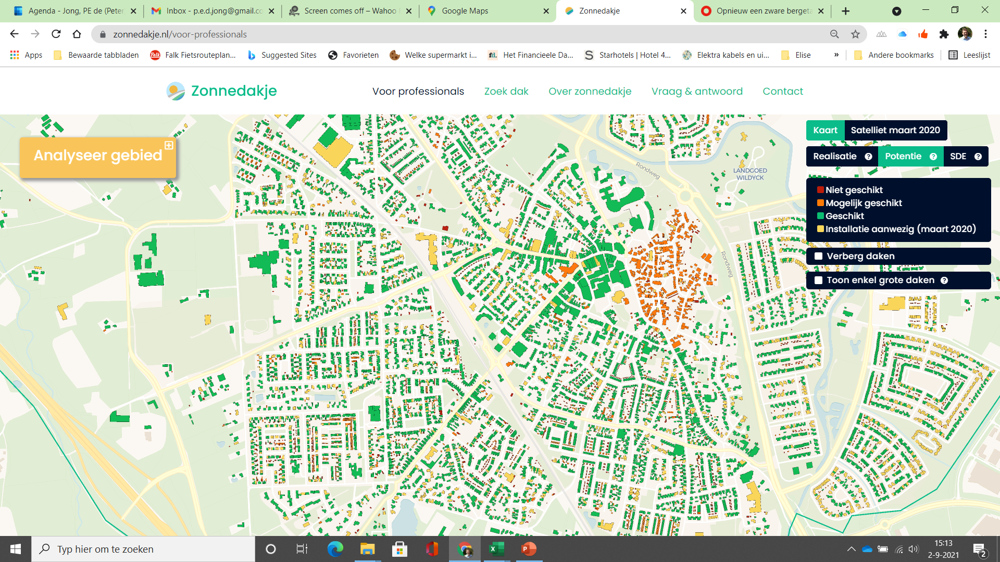 Agenda - Jong, PE de (Peter
Inbox - p.e.d.jong@gmail.co
Screen comes off – Wahoo
Google Maps
Zonnedakje
Opnieuw een zware bergeta
zonnedakje.nl/voor-professionals
Apps
Bewaarde tabbladen
Falk Fietsrouteplan...
Suggested Sites
Favorieten
Welke supermarkt i...
fd.
Het Financieele Da...
Starhotels | Hotel 4...
Elektra kabels en ui...
Elise
»
Andere bookmarks
Leeslijst
Zonnedakje
Voor professionals
Zoek dak
Over zonnedakje
Vraag & antwoord
Contact
Analyseer gebied
Kaart
Satelliet maart 2020
Realisatie ?
Potentie ?
SDE ?
Niet geschikt
Mogelijk geschikt
Geschikt
Installatie aanwezig (maart 2020)
Verberg daken
Toon enkel grote daken ?
Rondweg
LANDGOED
WILDYCK
Rondweg
Typ hier om te zoeken
15:13
2-9-2021
2